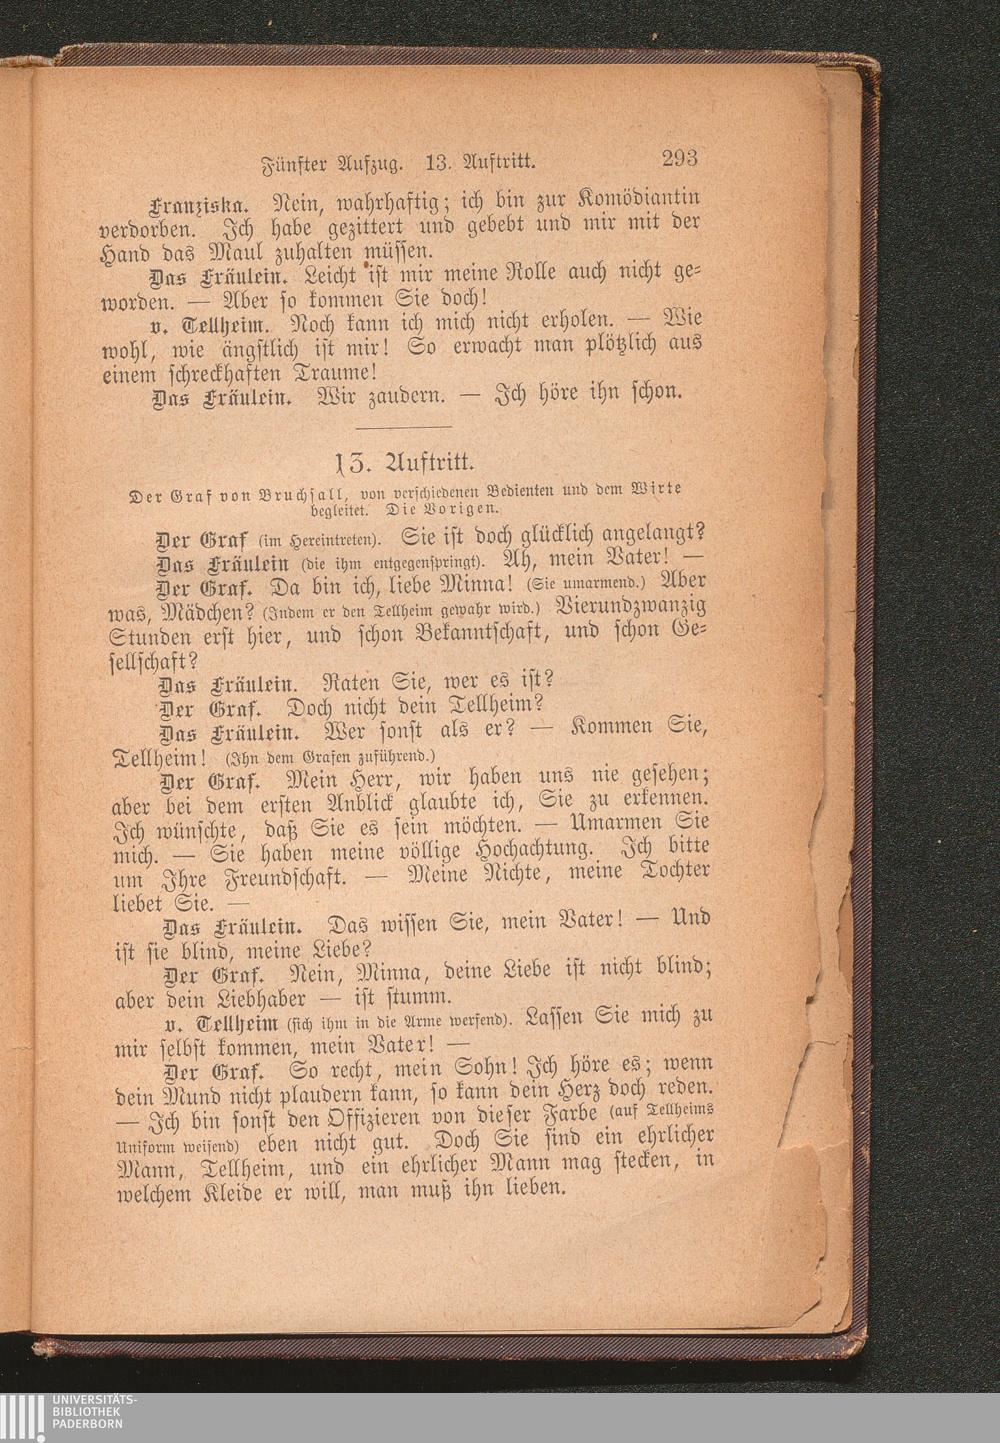 Fünfter Aufzug. 13. Auftritt. 293
Franziska. Nein, wahrhaftig; ich bin zur Komödiantin
verdorben. Ich habe gezittert und gebebt und mir mit der
Hand das Maul zuhalten müssen.
Das Fräulein. Leicht ist mir meine Rolle auch nicht ge-
worden. — Aber so kommen Sie doch!
v. Tellheim. Noch kann ich mich nicht erholen. — Wie
wohl, wie ängstlich ist mir! So erwacht man plötzlich aus
einem schreckhaften Traume!
Das Fräulein. Wir zaudern. — Ich höre ihn schon.
13. Auftritt.
Der Graf von Bruchsall, von verschiedenen Bedienten und dem Wirte
begleitet. Die Vorigen.
Der Graf (im Hereintreten). Sie ist doch glücklich angelangt?
Das Fräulein (die ihm entgegenspringt). Ah, mein Vater! —
Der Graf. Da bin ich, liebe Minna! (Sie umarmend.) Aber
was, Mädchen? (Indem er den Tellheim gewahr wird.) Vierundzwanzig
Stunden erst hier, und schon Bekanntschaft, und schon Ge-
sellschaft?
Das Fräulein. Raten Sie, wer es ist?
Der Graf. Doch nicht dein Tellheim?
Das Fräulein. Wer sonst als er? — Kommen Sie,
Tellheim! (Ihn dem Grafen zuführend.)
Der Graf. Mein Herr, wir haben uns nie gesehen;
aber bei dem ersten Anblick glaubte ich, Sie zu erkennen.
Ich wünschte, daß Sie es sein möchten. — Umarmen Sie
mich. — Sie haben meine völlige Hochachtung. Ich bitte
um Ihre Freundschaft. — Meine Nichte, meine Tochter
liebet Sie. —
Das Fräulein. Das wissen Sie, mein Vater! — Und
ist sie blind, meine Liebe?
Der Graf. Nein, Minna, deine Liebe ist nicht blind;
aber dein Liebhaber — ist stumm.
v. Tellheim (sich ihm in die Arme werfend). Lassen Sie mich zu
mir selbst kommen, mein Vater! —
Der Graf. So recht, mein Sohn! Ich höre es; wenn
dein Mund nicht plaudern kann, so kann dein Herz doch reden.
— Ich bin sonst den Offizieren von dieser Farbe (auf Tellheims
Uniform weisend) eben nicht gut. Doch Sie sind ein ehrlicher
Mann, Tellheim, und ein ehrlicher Mann mag stecken, in
welchem Kleide er will, man muß ihn lieben.
UNIVERSITÄTS-
BIBLIOTHEK
PADERBORN